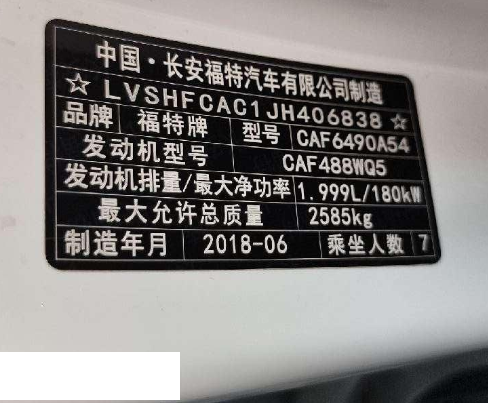 中国·长安福特汽车有限公司制造
☆ LVSHFCAC1JH406838 ☆
品牌 福特牌 型号 CAF6490A54
发动机型号 CAF488WQ5
发动机排量/最大净功率 1.999L/180kW
最大允许总质量 2585kg
制造年月 2018-06 乘坐人数 7